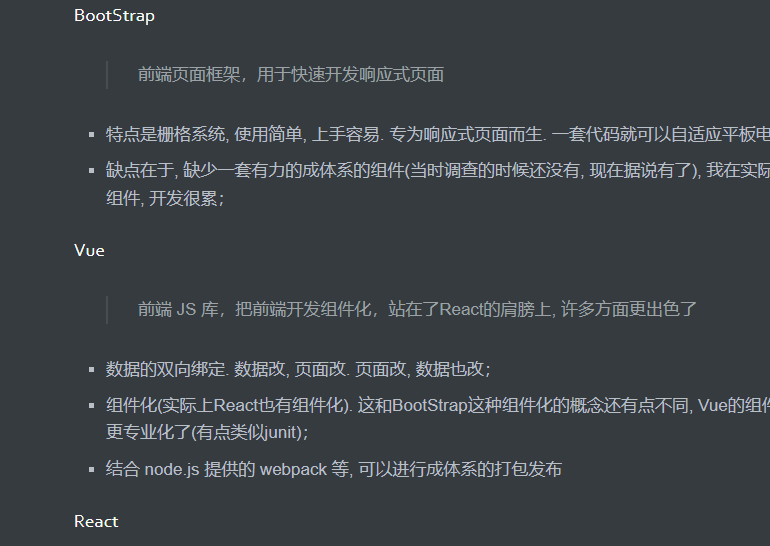 BootStrap
前端页面框架，用于快速开发响应式页面
特点是栅格系统, 使用简单, 上手容易. 专为响应式页面而生. 一套代码就可以自适应平板电
缺点在于, 缺少一套有力的成体系的组件(当时调查的时候还没有, 现在据说有了), 我在实际
组件, 开发很累；
Vue
前端 JS 库，把前端开发组件化，站在了React的肩膀上, 许多方面更出色了
数据的双向绑定. 数据改, 页面改. 页面改, 数据也改；
组件化(实际上React也有组件化). 这和BootStrap这种组件化的概念还有点不同, Vue的组件
更专业化了(有点类似junit)；
结合 node.js 提供的 webpack 等, 可以进行成体系的打包发布
React